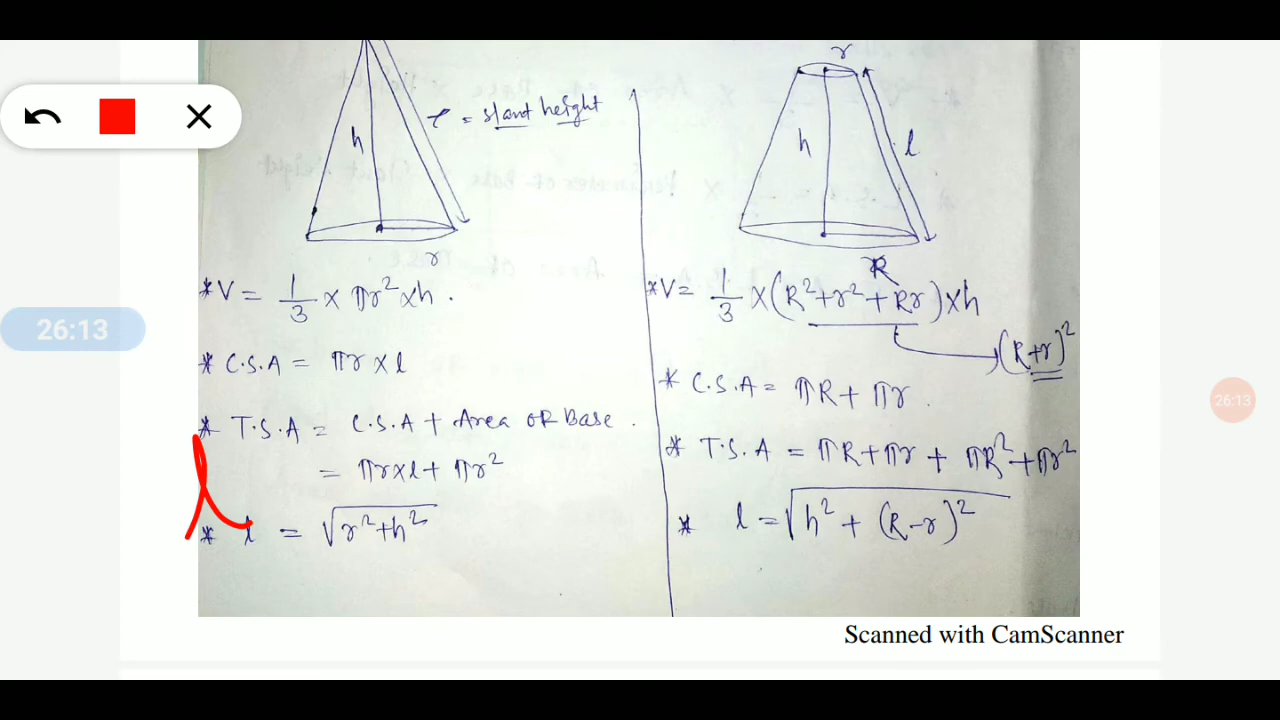 r
h
l = slant height
h
l
r
R
26:13
26:13
*V = 1/3 × πr² × h .
* C.S.A = πr × l
* T.S.A = C.S.A + Area OR Base .
= πr×l + πr²
* l = √r²+h²
*V = 1/3 × (R²+r²+Rr) × h
(R+r)²
* C.S.A = πR + πr .
* T.S.A = πR+πr + πR²+πr²
* l = √h² + (R-r)²
Scanned with CamScanner